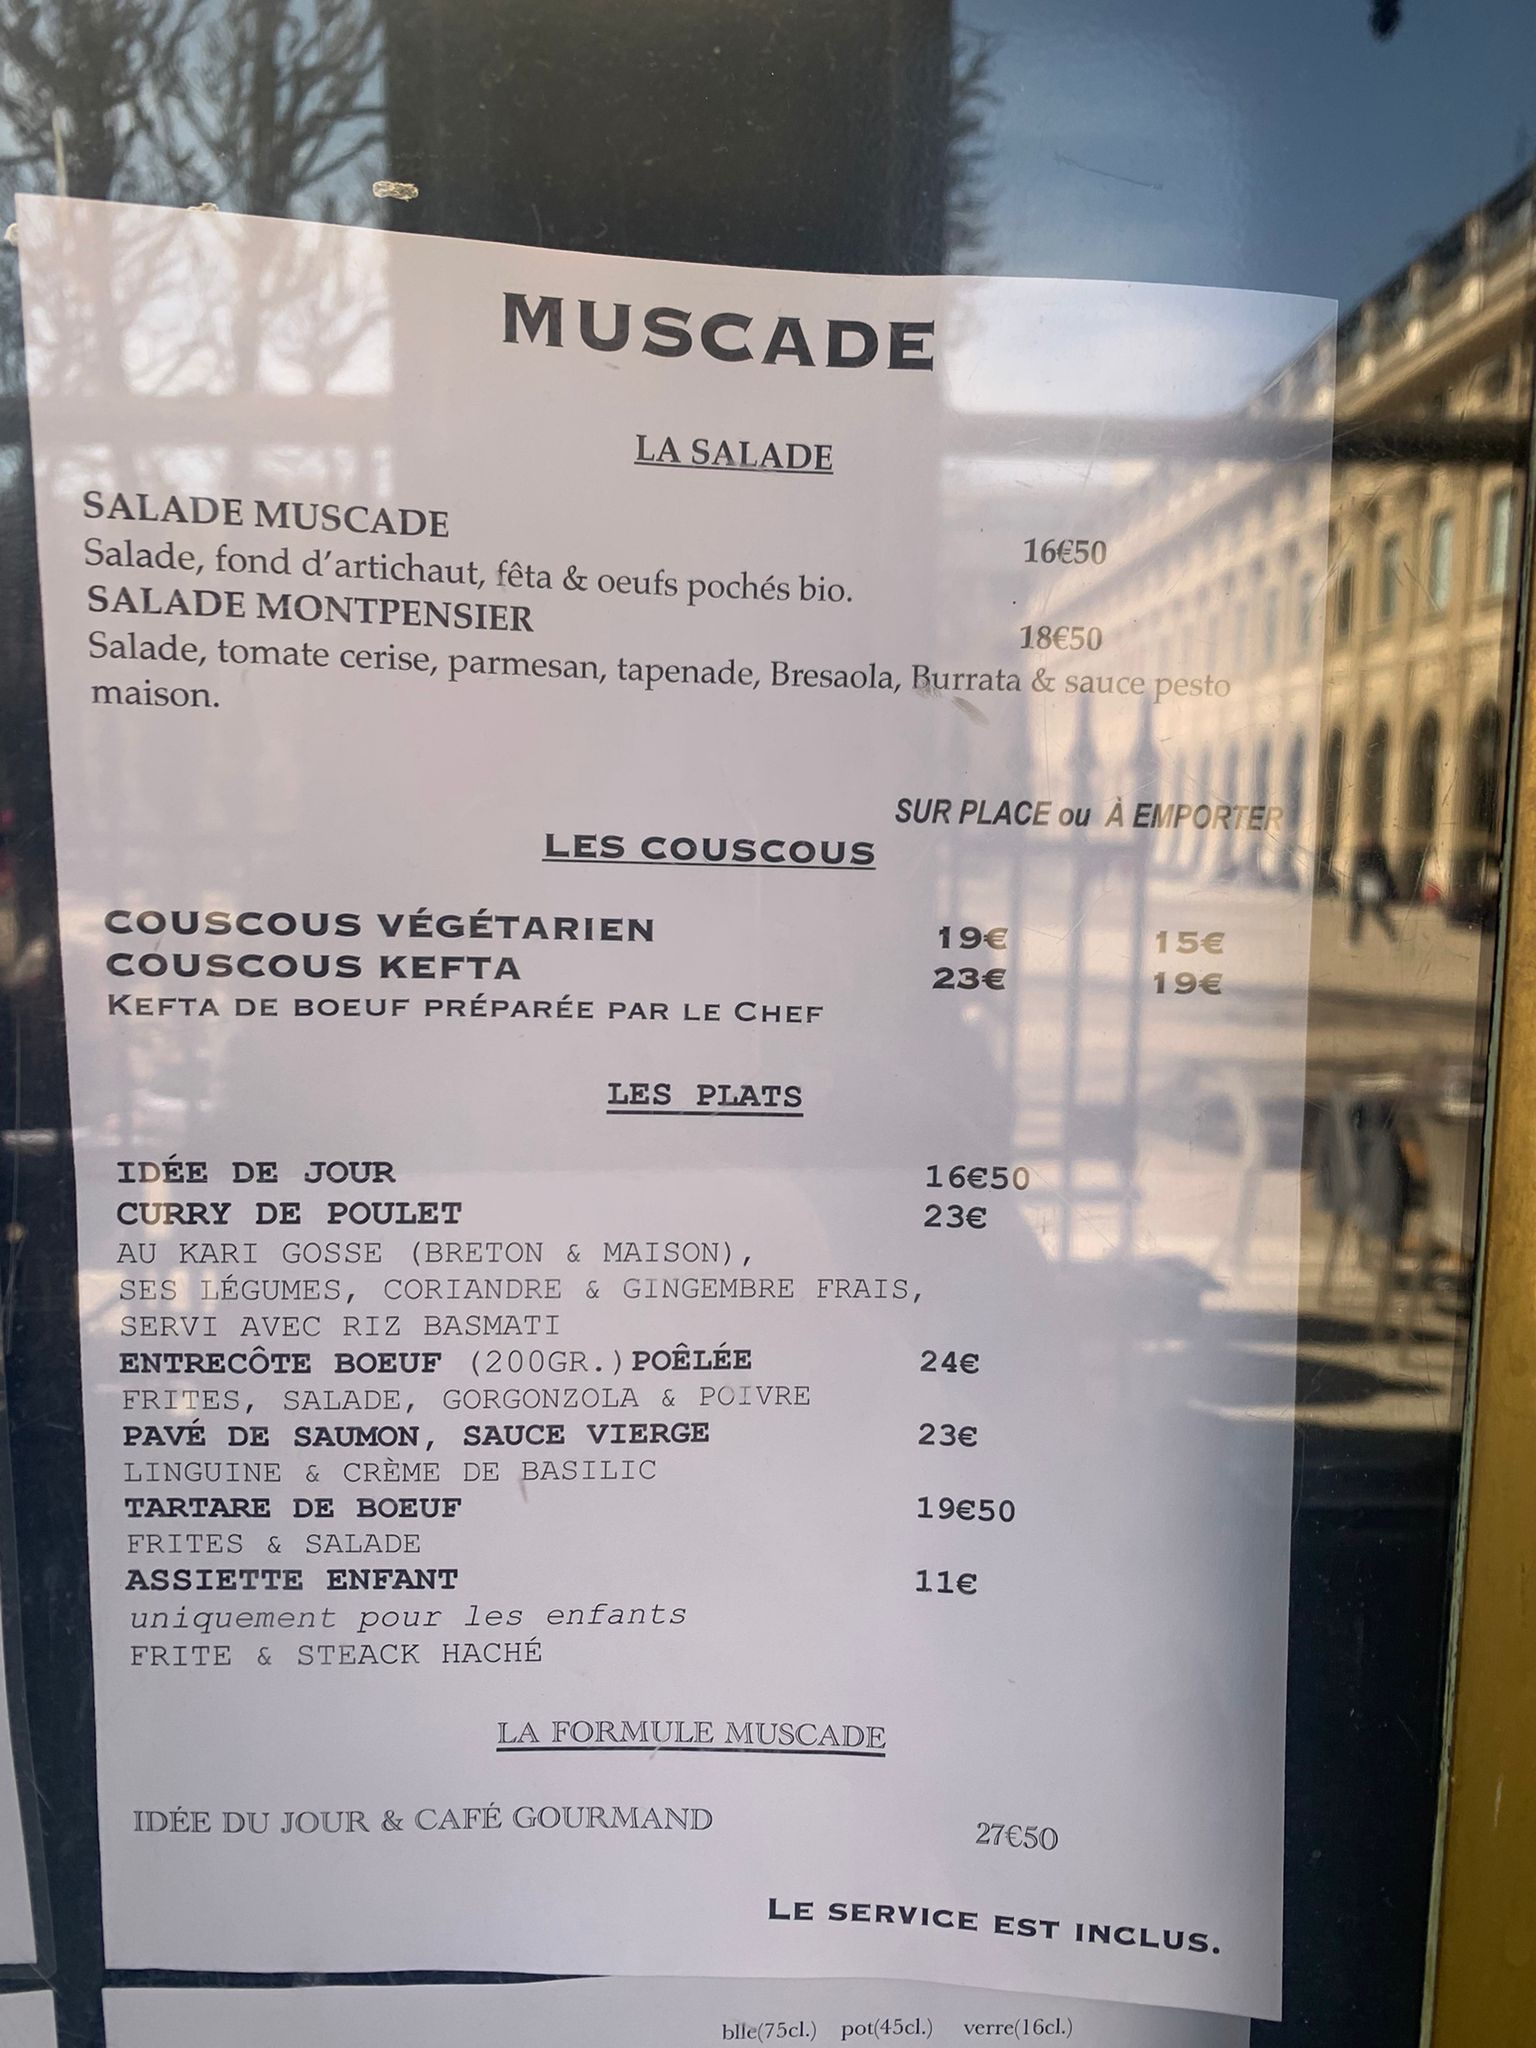 MUSCADE
LA SALADE
SALADE MUSCADE 16€50
Salade, fond d'artichaut, fêta & oeufs pochés bio.
SALADE MONTPENSIER 18€50
Salade, tomate cerise, parmesan, tapenade, Bresaola, Burrata & sauce pesto
maison.
SUR PLACE ou À EMPORTER
LES COUSCOUS
COUSCOUS VÉGÉTARIEN 19€ 15€
COUSCOUS KEFTA 23€ 19€
KEFTA DE BOEUF PRÉPARÉE PAR LE CHEF
LES PLATS
IDÉE DE JOUR 16€50
CURRY DE POULET 23€
AU KARI GOSSE (BRETON & MAISON),
SES LÉGUMES, CORIANDRE & GINGEMBRE FRAIS,
SERVI AVEC RIZ BASMATI
ENTRECÔTE BOEUF (200GR.) POÊLÉE 24€
FRITES, SALADE, GORGONZOLA & POIVRE
PAVÉ DE SAUMON, SAUCE VIERGE 23€
LINGUINE & CRÈME DE BASILIC
TARTARE DE BOEUF 19€50
FRITES & SALADE
ASSIETTE ENFANT 11€
uniquement pour les enfants
FRITE & STEACK HACHÉ
LA FORMULE MUSCADE
IDÉE DU JOUR & CAFÉ GOURMAND 27€50
LE SERVICE EST INCLUS.
blle(75cl.) pot(45cl.) verre(16cl.)